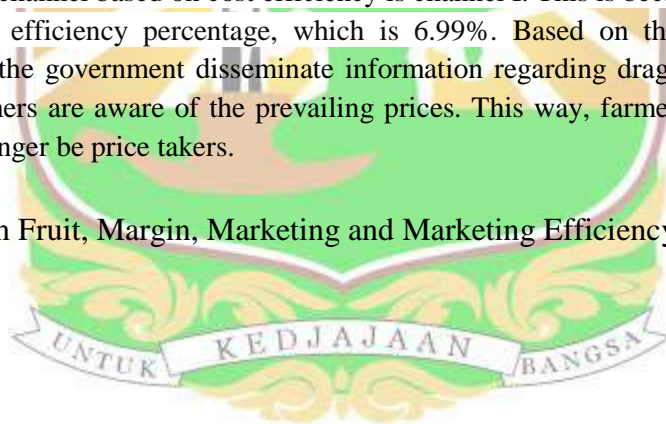 channel based on cost efficiency is channel I. This is bec
efficiency percentage, which is 6.99%. Based on th
the government disseminate information regarding drag
ners are aware of the prevailing prices. This way, farme
nger be price takers.
n Fruit, Margin, Marketing and Marketing Efficiency
UNTUK KEDJAJAAN BANGSA